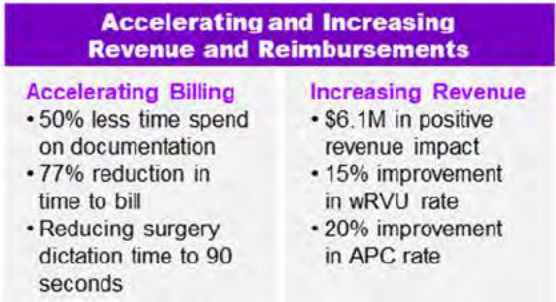 Accelerating and Increasing
Revenue and Reimbursements
Accelerating Billing
• 50% less time spend
on documentation
• 77% reduction in
time to bill
• Reducing surgery
dictation time to 90
seconds
Increasing Revenue
• $6.1M in positive
revenue impact
• 15% improvement
in wRVU rate
• 20% improvement
in APC rate